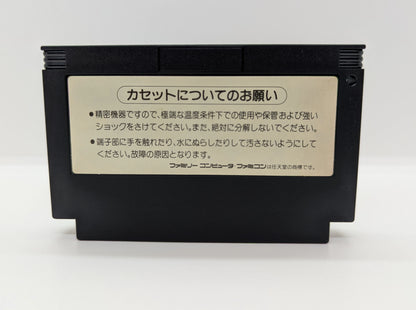 カセットについてのお願い
●精密機器ですので、極端な温度条件下での使用や保管および強い
ショックをさけてください。また、絶対に分解しないでください。
●端子部に手を触れたり、水にぬらしたりして汚さないようにして
ください。故障の原因となります。
ファミリー コンピュータ・ファミコンは任天堂の商標です。